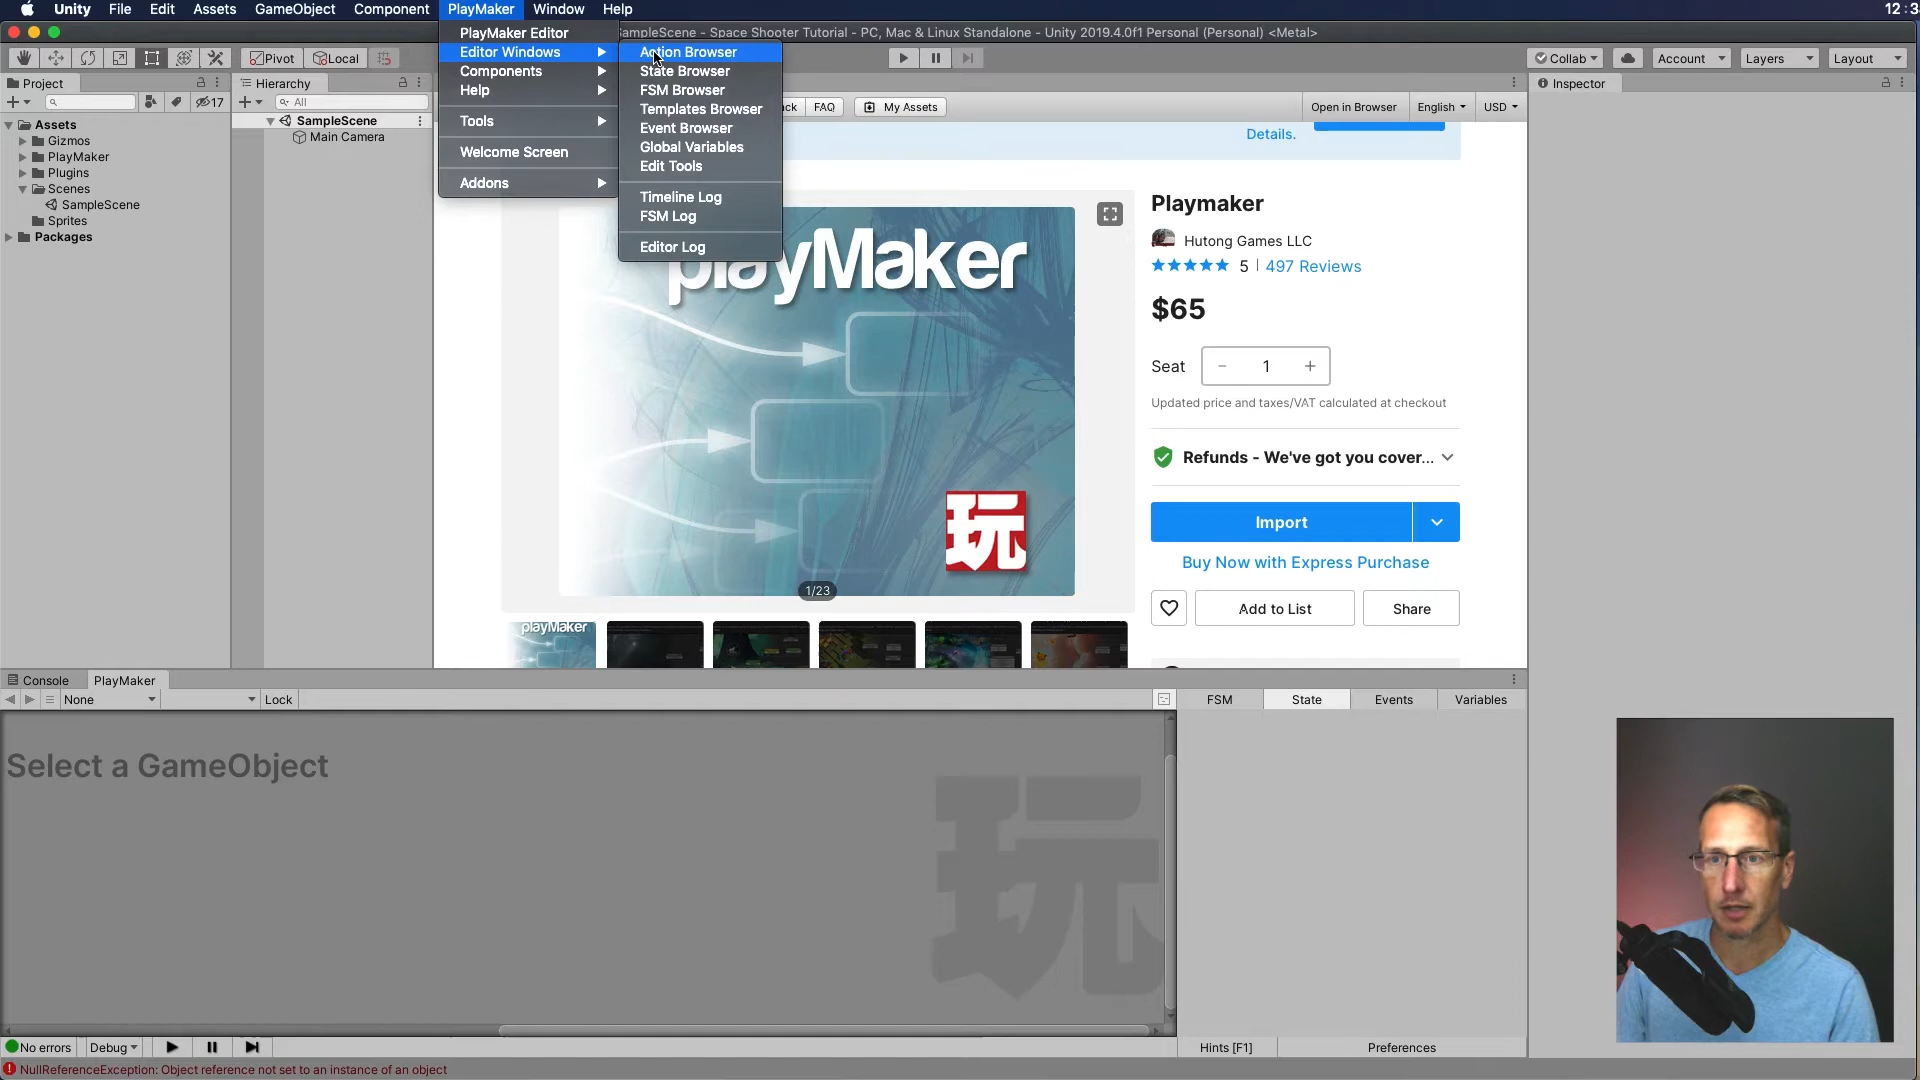 Unity File Edit Assets GameObject Component PlayMaker Window Help 12:3
SampleScene - Space Shooter Tutorial - PC, Mac & Linux Standalone - Unity 2019.4.0f1 Personal (Personal) <Metal>
PlayMaker Editor
Editor Windows
Components
Help
Tools
Welcome Screen
Addons
Action Browser
State Browser
FSM Browser
Templates Browser
Event Browser
Global Variables
Edit Tools
Timeline Log
FSM Log
Editor Log
Pivot Local
Collab Account Layers Layout
Project
17
Assets
Gizmos
PlayMaker
Plugins
Scenes
SampleScene
Sprites
Packages
Hierarchy
All
SampleScene
Main Camera
Inspector
ck FAQ My Assets
Open in Browser English USD
Details.
playMaker
玩
1/23
playMaker
Playmaker
Hutong Games LLC
5 | 497 Reviews
$65
Seat - 1 +
Updated price and taxes/VAT calculated at checkout
Refunds - We've got you cover...
Import
Buy Now with Express Purchase
Add to List Share
Console PlayMaker
None Lock
FSM State Events Variables
Select a GameObject
玩
No errors Debug
Hints [F1] Preferences
NullReferenceException: Object reference not set to an instance of an object